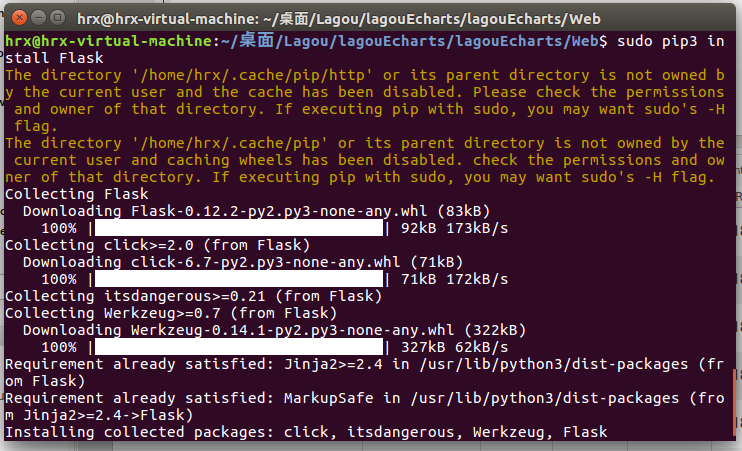 hrx@hrx-virtual-machine: ~/桌面/Lagou/lagouEcharts/lagouEcharts/Web
hrx@hrx-virtual-machine:~/桌面/Lagou/lagouEcharts/lagouEcharts/Web$ sudo pip3 in
stall Flask
The directory '/home/hrx/.cache/pip/http' or its parent directory is not owned b
y the current user and the cache has been disabled. Please check the permissions
 and owner of that directory. If executing pip with sudo, you may want sudo's -H
 flag.
The directory '/home/hrx/.cache/pip' or its parent directory is not owned by the
 current user and caching wheels has been disabled. check the permissions and ow
ner of that directory. If executing pip with sudo, you may want sudo's -H flag.
Collecting Flask
  Downloading Flask-0.12.2-py2.py3-none-any.whl (83kB)
    100% |████████████████████████████████| 92kB 173kB/s
Collecting click>=2.0 (from Flask)
  Downloading click-6.7-py2.py3-none-any.whl (71kB)
    100% |████████████████████████████████| 71kB 172kB/s
Collecting itsdangerous>=0.21 (from Flask)
Collecting Werkzeug>=0.7 (from Flask)
  Downloading Werkzeug-0.14.1-py2.py3-none-any.whl (322kB)
    100% |████████████████████████████████| 327kB 62kB/s
Requirement already satisfied: Jinja2>=2.4 in /usr/lib/python3/dist-packages (fr
om Flask)
Requirement already satisfied: MarkupSafe in /usr/lib/python3/dist-packages (fro
m Jinja2>=2.4->Flask)
Installing collected packages: click, itsdangerous, Werkzeug, Flask